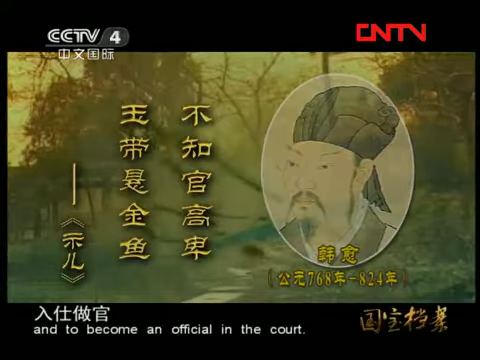 CCTV 4
中文国际
CNTV
不知官高卑
玉带悬金鱼
——《示儿》
韩愈
(公元768年-824年)
入仕做官
and to become an official in the court.
国宝档案